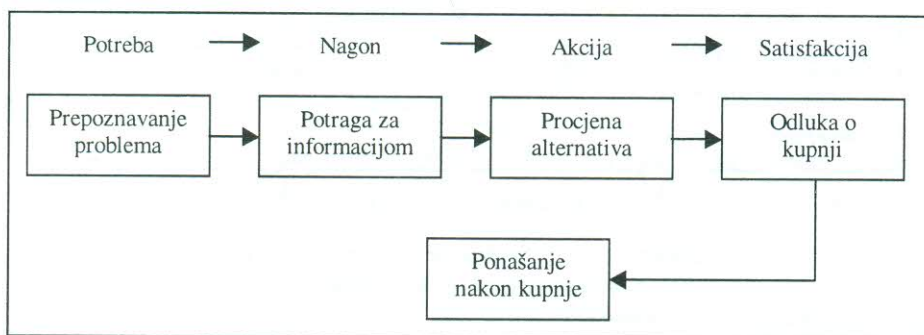 Potreba Nagon Akcija Satisfakcija
Prepoznavanje
problema
Potraga za
informacijom
Procjena
alternativa
Odluka o
kupnji
Ponašanje
nakon kupnje